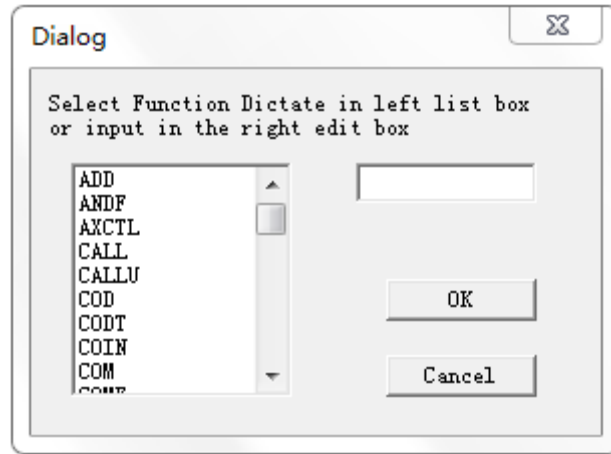 Dialog
Select Function Dictate in left list box
or input in the right edit box
ADD
ANDF
AXCTL
CALL
CALLU
COD
CODT
COIN
COM
OK
Cancel